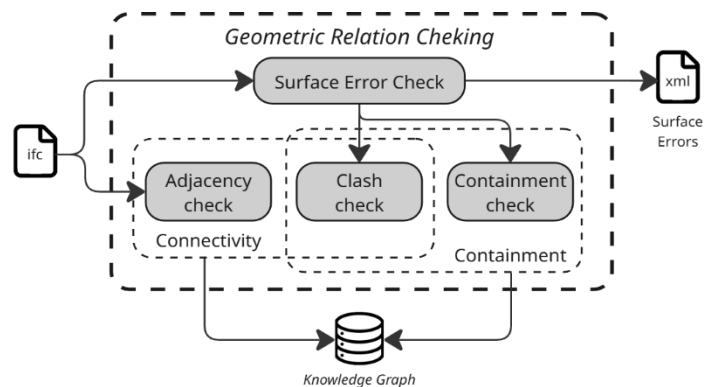 Geometric Relation Cheking
Surface Error Check
xml
Surface
Errors
ifc
Adjacency
check
Clash
check
Containment
check
Connectivity
Containment
Knowledge Graph